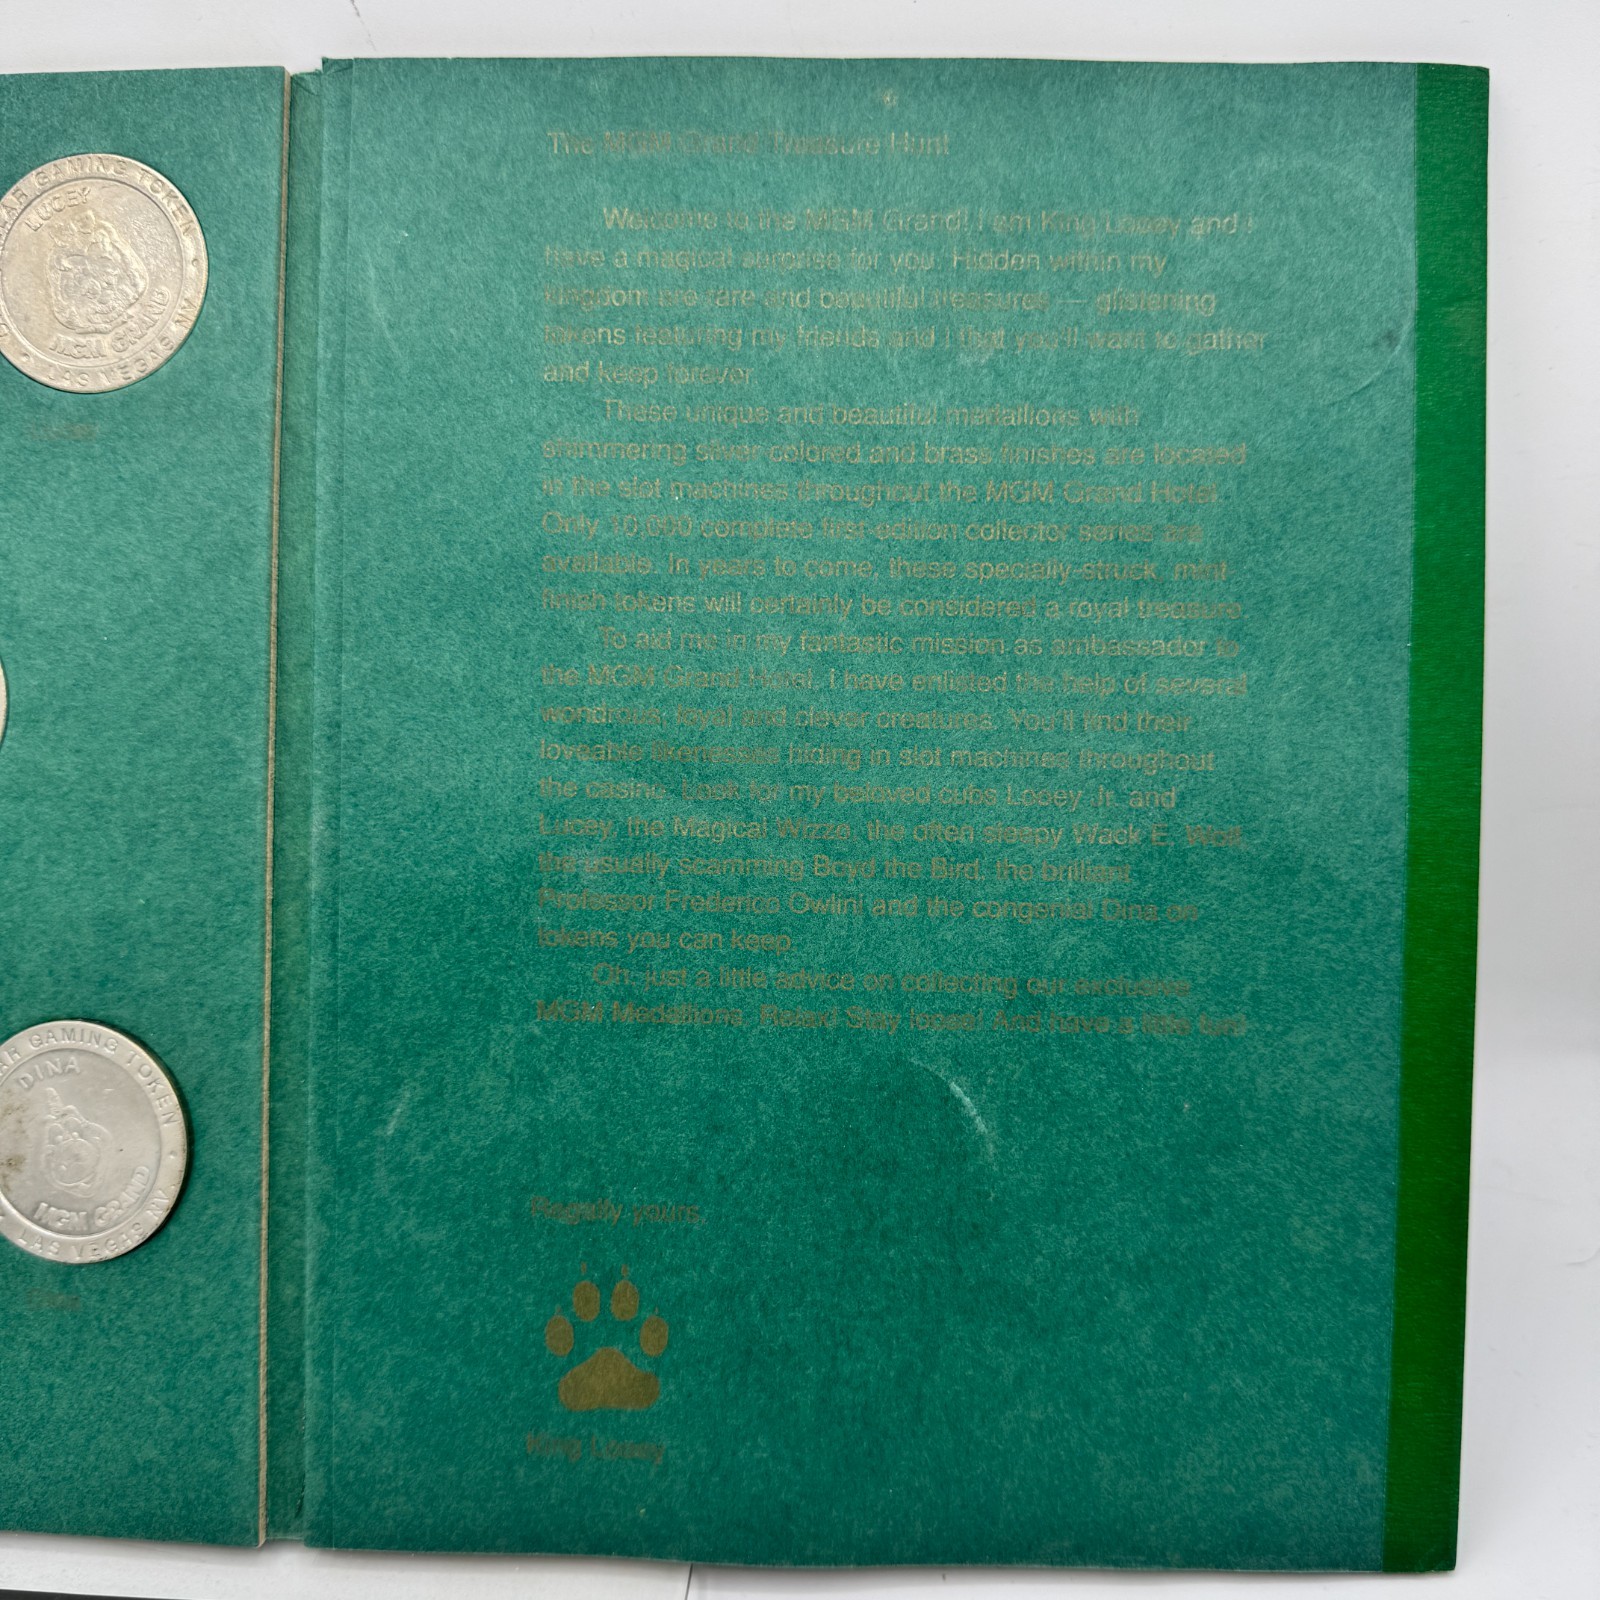 GAMING TOKEN
LUCEY
MGM GRAND
LAS VEGAS NV
Lucey
GAMING TOKEN
DINA
MGM GRAND
LAS VEGAS NV
Dina
The MGM Grand Treasure Hunt
Welcome to the MGM Grand! I am King Looey and I
have a magical surprise for you. Hidden within my
kingdom are rare and beautiful treasures — glistening
tokens featuring my friends and I that you'll want to gather
and keep forever.
These unique and beautiful medallions with
shimmering silver-colored and brass finishes are located
in the slot machines throughout the MGM Grand Hotel.
Only 10,000 complete first-edition collector series are
available. In years to come, these specially-struck, mint-
finish tokens will certainly be considered a royal treasure.
To aid me in my fantastic mission as ambassador to
the MGM Grand Hotel, I have enlisted the help of several
wondrous, loyal and clever creatures. You'll find their
loveable likenesses hiding in slot machines throughout
the casino. Look for my beloved cubs Looey Jr. and
Lucey, the Magical Wizzo, the often sleepy Wack E. Wolf,
the usually scamming Boyd the Bird, the brilliant
Professor Frederico Owlini and the congenial Dina on
tokens you can keep.
Oh, just a little advice on collecting our exclusive
MGM Medallions. Relax! Stay loose! And have a little fun!
Regally yours,
King Looey